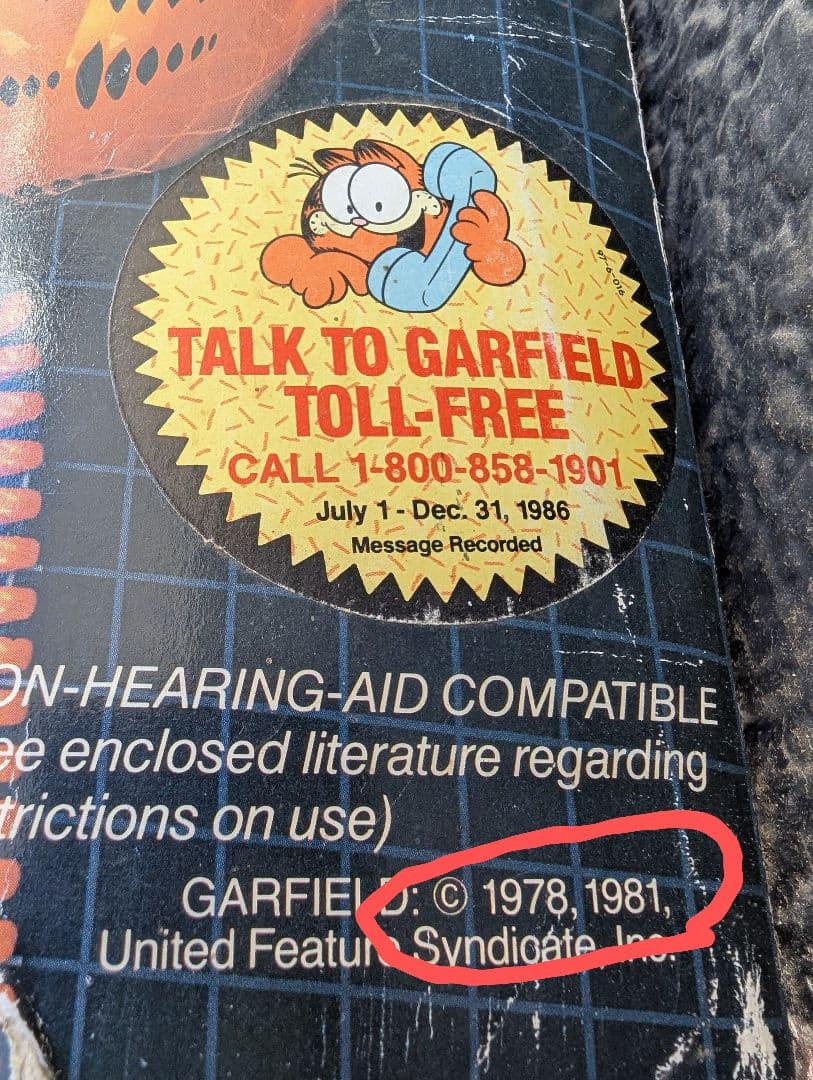 TALK TO GARFIELD
TOLL-FREE
CALL 1-800-858-1901
July 1 - Dec. 31, 1986
Message Recorded
ON-HEARING-AID COMPATIBLE
ee enclosed literature regarding
trictions on use)
GARFIELD: © 1978, 1981,
United Feature Syndicate, Inc.